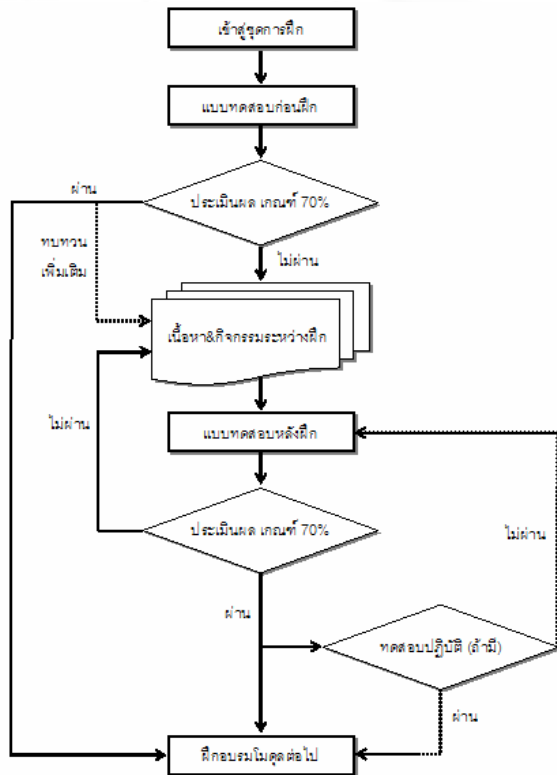 เข้าสู่ชุดการฝึก
แบบทดสอบก่อนฝึก
ผ่าน
ประเมินผล เกณฑ์ 70%
ทบทวน
เพิ่มเติม
ไม่ผ่าน
เนื้อหา&กิจกรรมระหว่างฝึก
ไม่ผ่าน
แบบทดสอบหลังฝึก
ประเมินผล เกณฑ์ 70%
ไม่ผ่าน
ผ่าน
ทดสอบปฏิบัติ (ถ้ามี)
ผ่าน
ฝึกอบรมโมดูลต่อไป